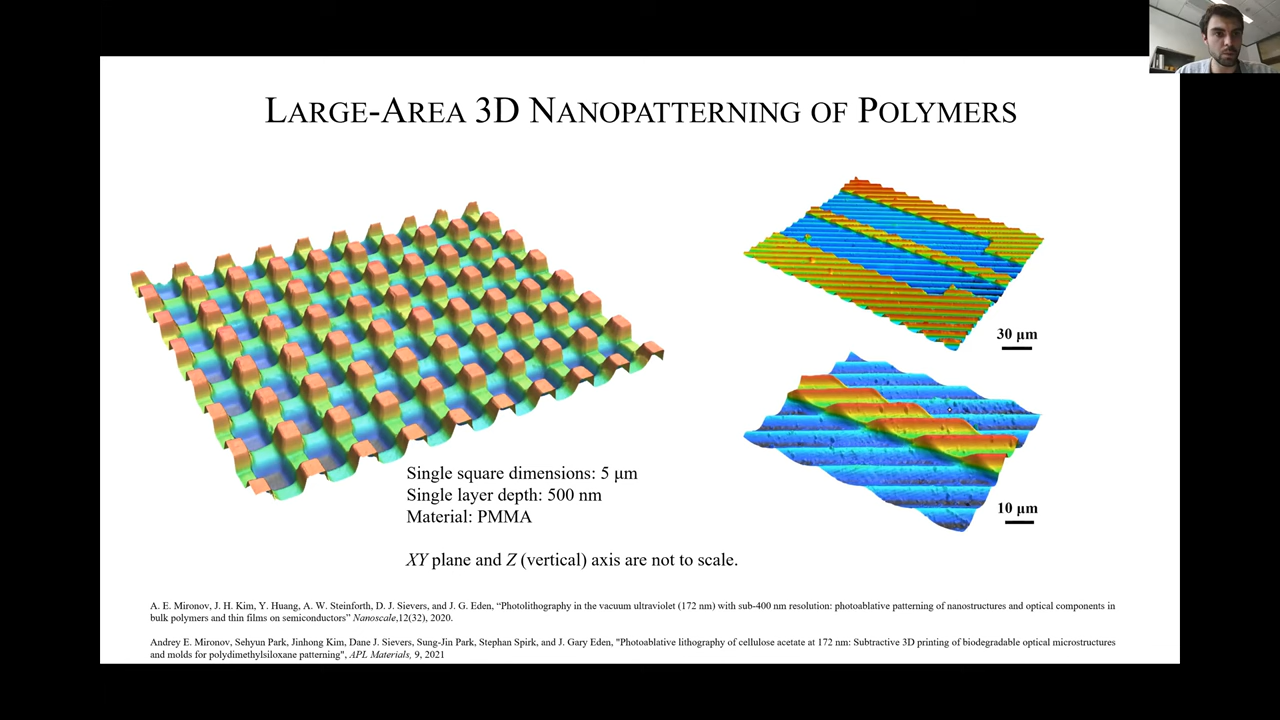 LARGE-AREA 3D NANOPATTERNING OF POLYMERS
30 μm
10 μm
Single square dimensions: 5 μm
Single layer depth: 500 nm
Material: PMMA
XY plane and Z (vertical) axis are not to scale.
A. E. Mironov, J. H. Kim, Y. Huang, A. W. Steinforth, D. J. Sievers, and J. G. Eden, “Photolithography in the vacuum ultraviolet (172 nm) with sub-400 nm resolution: photoablative patterning of nanostructures and optical components in
bulk polymers and thin films on semiconductors” Nanoscale,12(32), 2020.
Andrey E. Mironov, Sehyun Park, Jinhong Kim, Dane J. Sievers, Sung-Jin Park, Stephan Spirk, and J. Gary Eden, "Photoablative lithography of cellulose acetate at 172 nm: Subtractive 3D printing of biodegradable optical microstructures
and molds for polydimethylsiloxane patterning", APL Materials, 9, 2021